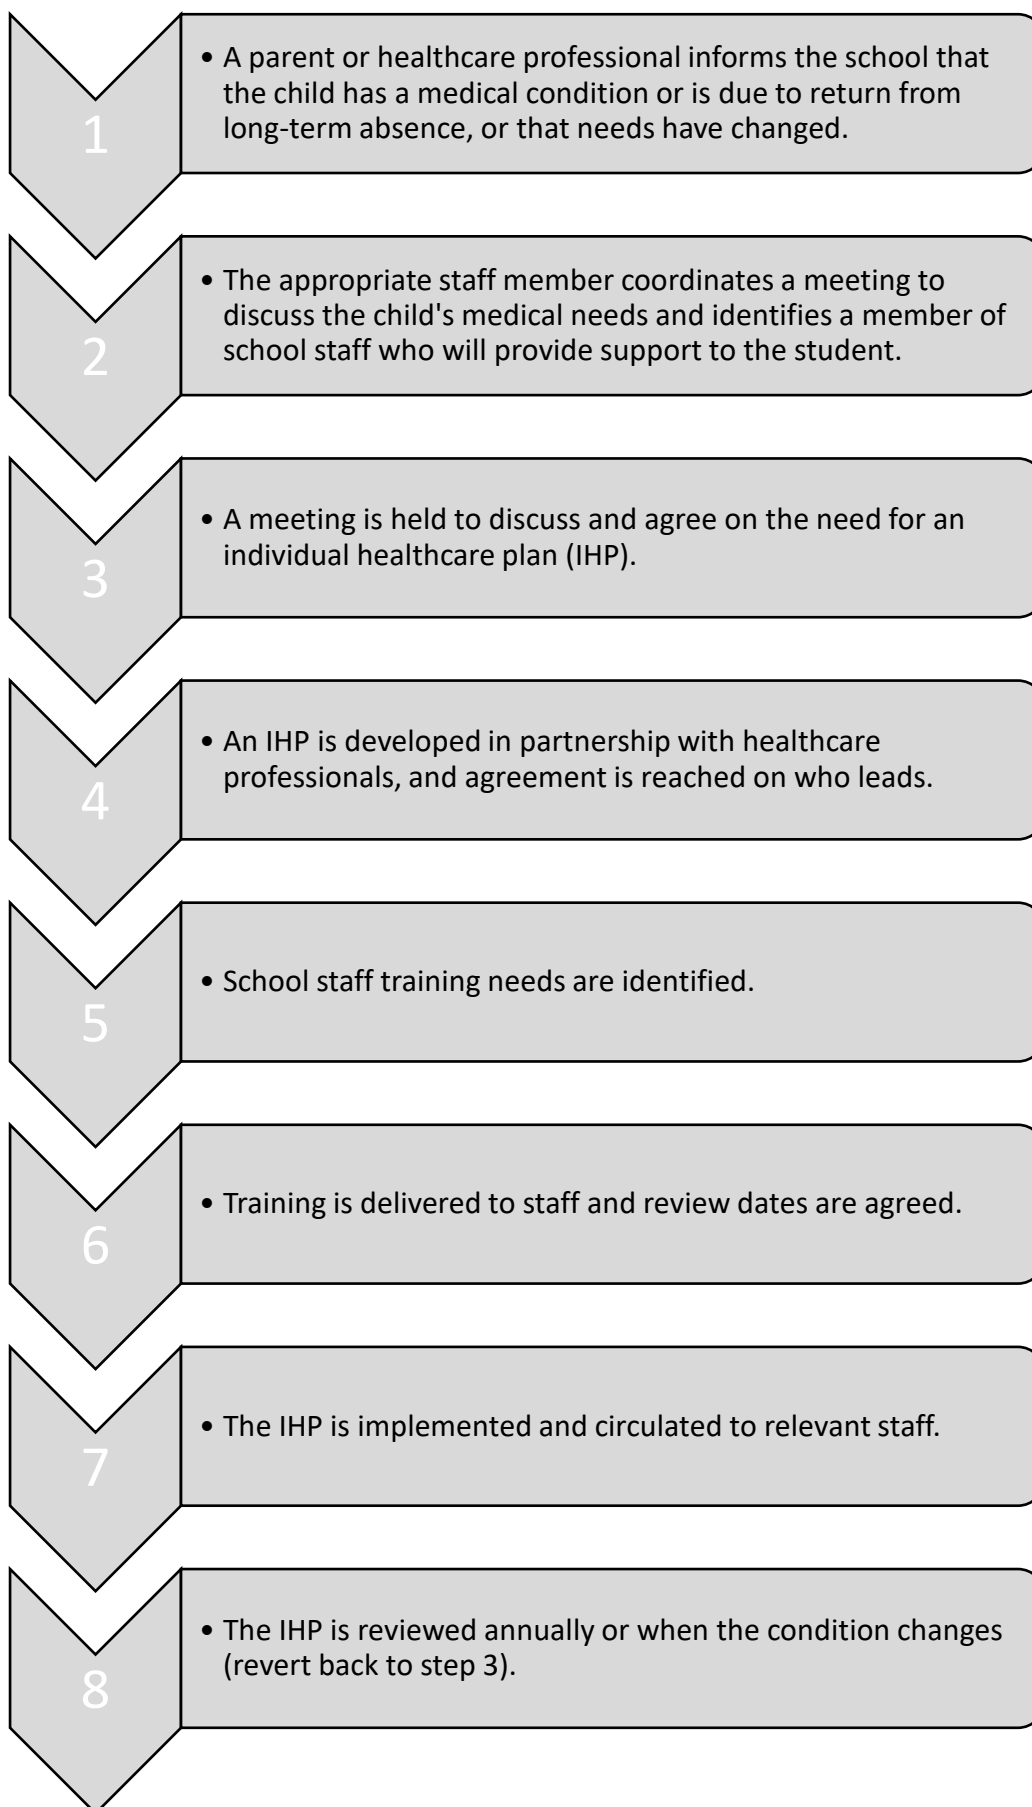 1
• A parent or healthcare professional informs the school that
the child has a medical condition or is due to return from
long-term absence, or that needs have changed.
2
• The appropriate staff member coordinates a meeting to
discuss the child's medical needs and identifies a member of
school staff who will provide support to the student.
3
• A meeting is held to discuss and agree on the need for an
individual healthcare plan (IHP).
4
• An IHP is developed in partnership with healthcare
professionals, and agreement is reached on who leads.
5
• School staff training needs are identified.
6
• Training is delivered to staff and review dates are agreed.
7
• The IHP is implemented and circulated to relevant staff.
8
• The IHP is reviewed annually or when the condition changes
(revert back to step 3).